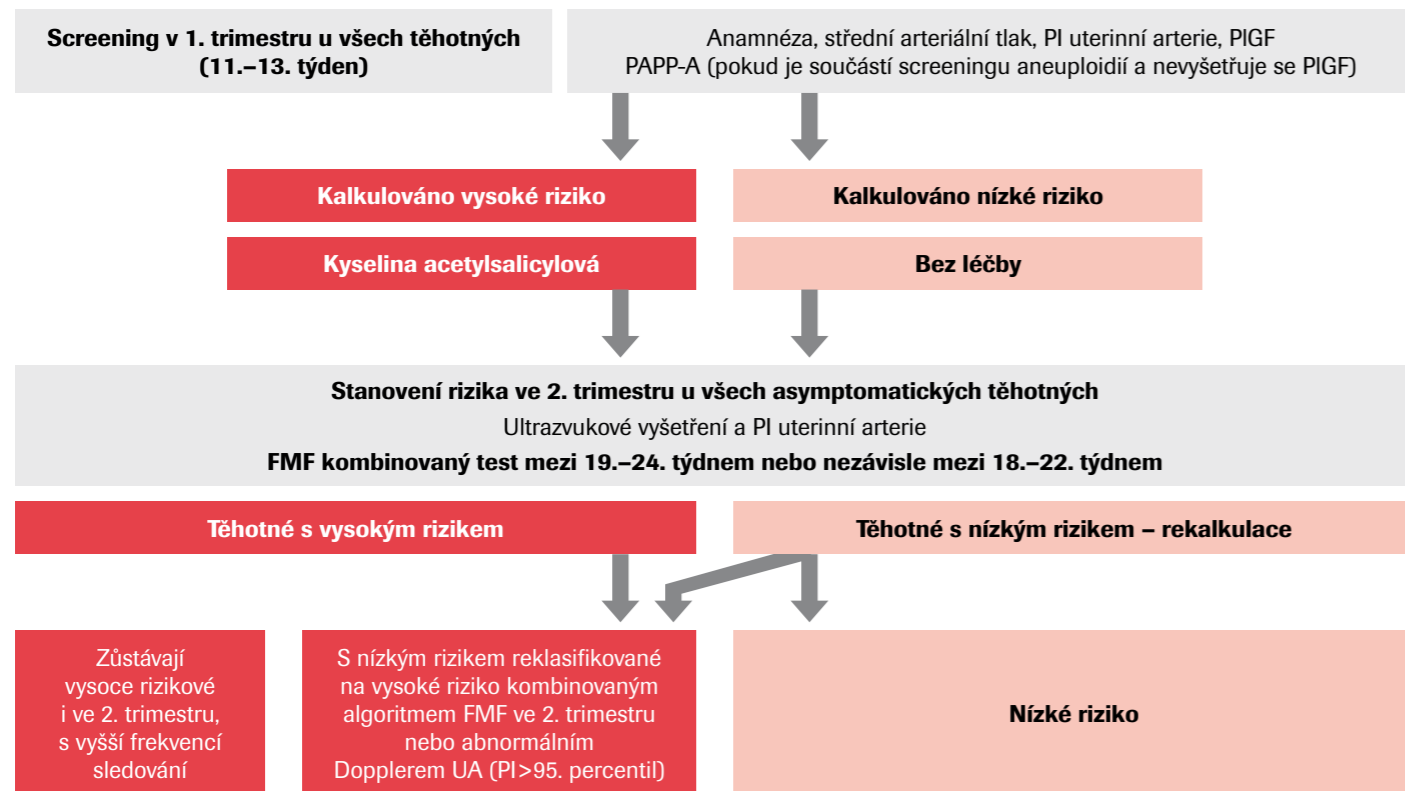 Screening v 1. trimestru u všech těhotných
(11.–13. týden)
Anamnéza, střední arteriální tlak, PI uterinní arterie, PlGF
PAPP-A (pokud je součástí screeningu aneuploidií a nevyšetřuje se PlGF)
Kalkulováno vysoké riziko
Kalkulováno nízké riziko
Kyselina acetylsalicylová
Bez léčby
Stanovení rizika ve 2. trimestru u všech asymptomatických těhotných
Ultrazvukové vyšetření a PI uterinní arterie
FMF kombinovaný test mezi 19.–24. týdnem nebo nezávisle mezi 18.–22. týdnem
Těhotné s vysokým rizikem
Těhotné s nízkým rizikem – rekalkulace
Zůstávají
vysoce rizikové
i ve 2. trimestru,
s vyšší frekvencí
sledování
S nízkým rizikem reklasifikované
na vysoké riziko kombinovaným
algoritmem FMF ve 2. trimestru
nebo abnormálním
Dopplerem UA (PI>95. percentil)
Nízké riziko